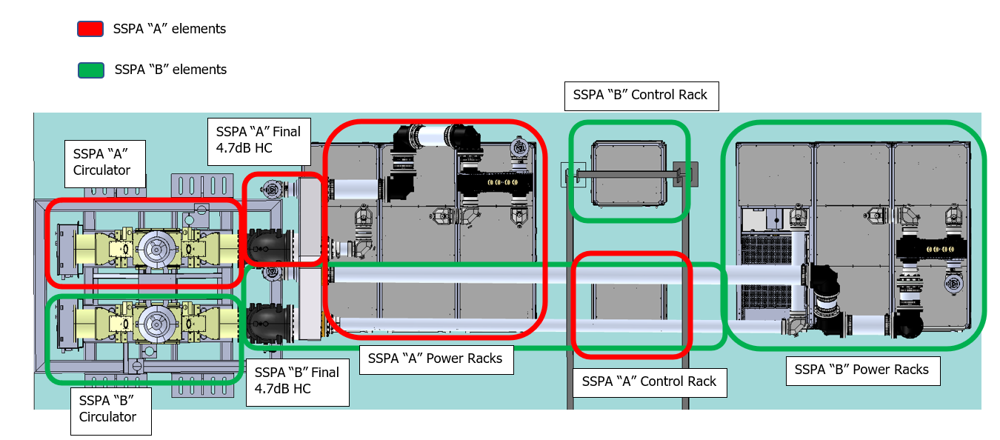 SSPA “A” elements
SSPA “B” elements
SSPA “B” Control Rack
SSPA “A” Final
4.7dB HC
SSPA “A”
Circulator
SSPA “A” Power Racks
SSPA “B” Power Racks
SSPA “B” Final
4.7dB HC
SSPA “A” Control Rack
SSPA “B”
Circulator